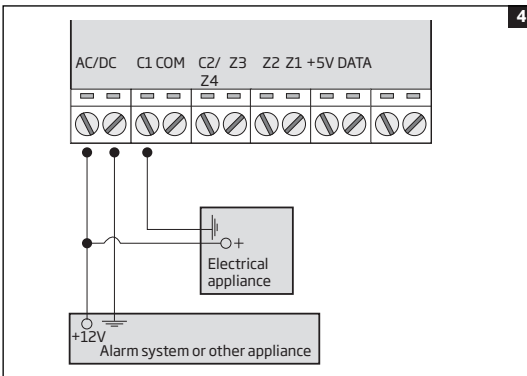 4
AC/DC C1 COM C2/ Z3 Z2 Z1 +5V DATA
Z4
+
Electrical
appliance
+12V
Alarm system or other appliance